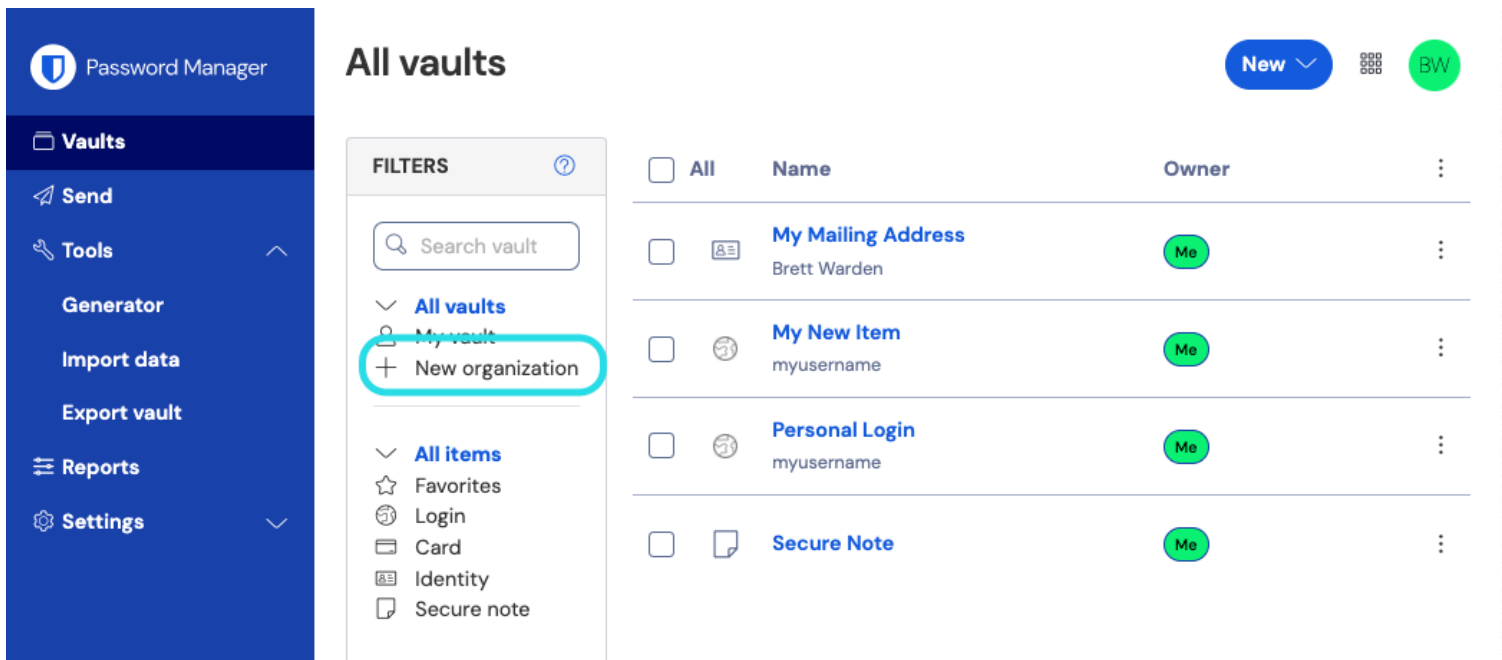 Password Manager
Vaults
Send
Tools
Generator
Import data
Export vault
Reports
Settings
All vaults
New
BW
FILTERS
Search vault
All vaults
My vault
New organization
All items
Favorites
Login
Card
Identity
Secure note
All Name Owner
My Mailing Address
Brett Warden
Me
My New Item
myusername
Me
Personal Login
myusername
Me
Secure Note
Me